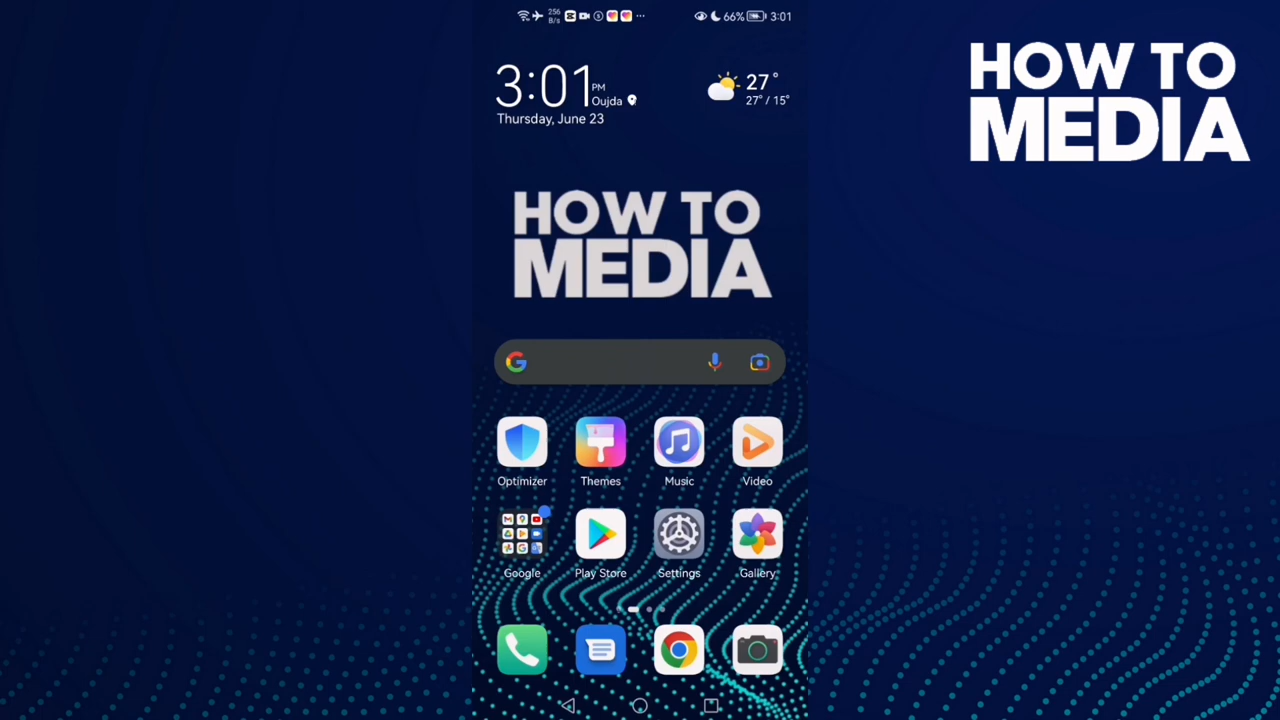 256
B/s
66%
3:01
3:01 PM
Oujda
Thursday, June 23
27°
27° / 15°
HOW TO
MEDIA
HOW TO
MEDIA
Optimizer
Themes
Music
Video
Google
Play Store
Settings
Gallery